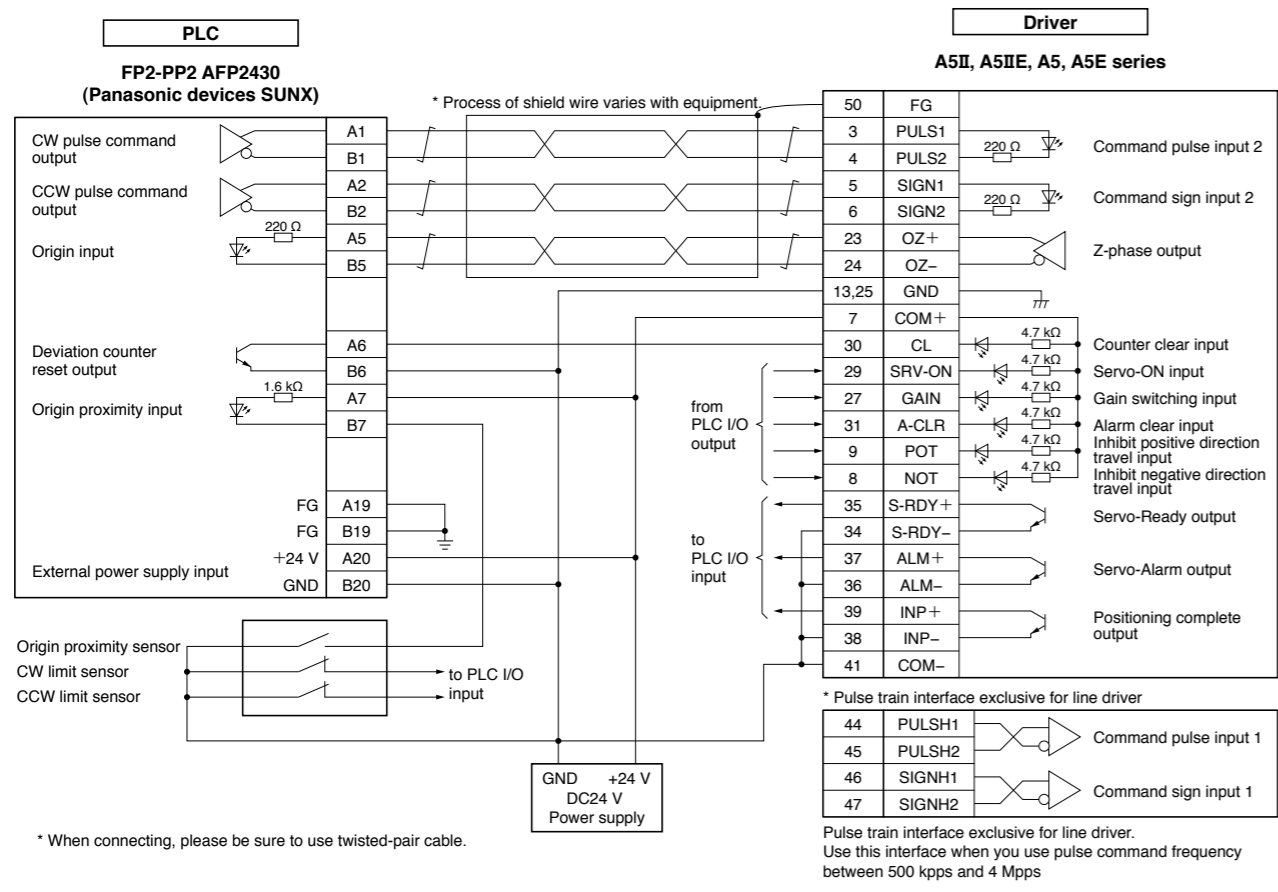 PLC
FP2-PP2 AFP2430
(Panasonic devices SUNX)
Driver
A5II, A5IIE, A5, A5E series
* Process of shield wire varies with equipment.
CW pulse command
output
A1
B1
CCW pulse command
output
A2
B2
Origin input
220 Ω
A5
B5
Deviation counter
reset output
A6
B6
Origin proximity input
1.6 kΩ
A7
B7
FG A19
FG B19
External power supply input
+24 V A20
GND B20
Origin proximity sensor
CW limit sensor
CCW limit sensor
to PLC I/O
input
GND +24 V
DC24 V
Power supply
* When connecting, please be sure to use twisted-pair cable.
from
PLC I/O
output
to
PLC I/O
input
50 FG
3 PULS1
4 PULS2
220 Ω
Command pulse input 2
5 SIGN1
6 SIGN2
220 Ω
Command sign input 2
23 OZ+
24 OZ−
Z-phase output
13,25 GND
7 COM+
30 CL 4.7 kΩ Counter clear input
29 SRV-ON 4.7 kΩ Servo-ON input
27 GAIN 4.7 kΩ Gain switching input
31 A-CLR 4.7 kΩ Alarm clear input
9 POT 4.7 kΩ Inhibit positive direction
travel input
8 NOT 4.7 kΩ Inhibit negative direction
travel input
35 S-RDY+
34 S-RDY−
Servo-Ready output
37 ALM+
36 ALM−
Servo-Alarm output
39 INP+
38 INP−
Positioning complete
output
41 COM−
* Pulse train interface exclusive for line driver
44 PULSH1
45 PULSH2
Command pulse input 1
46 SIGNH1
47 SIGNH2
Command sign input 1
Pulse train interface exclusive for line driver.
Use this interface when you use pulse command frequency
between 500 kpps and 4 Mpps